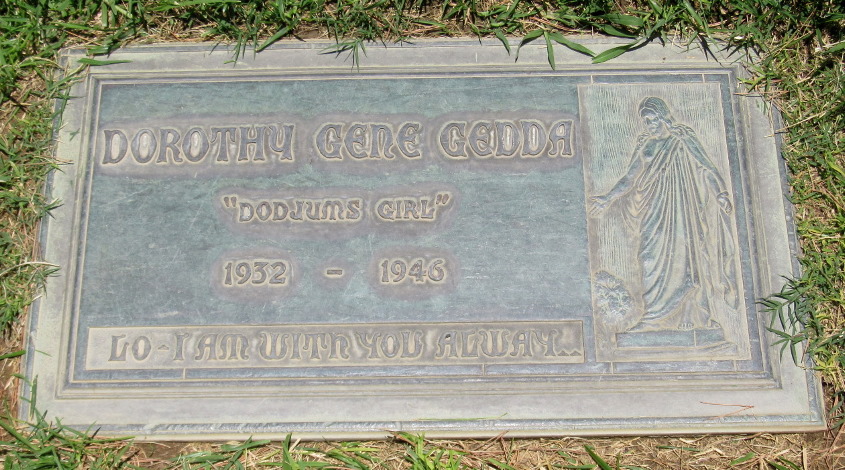 DOROTHY GENE GEDDA
"DODJUMS GIRL"
1932 - 1946
LO - I AM WITH YOU ALWAY...